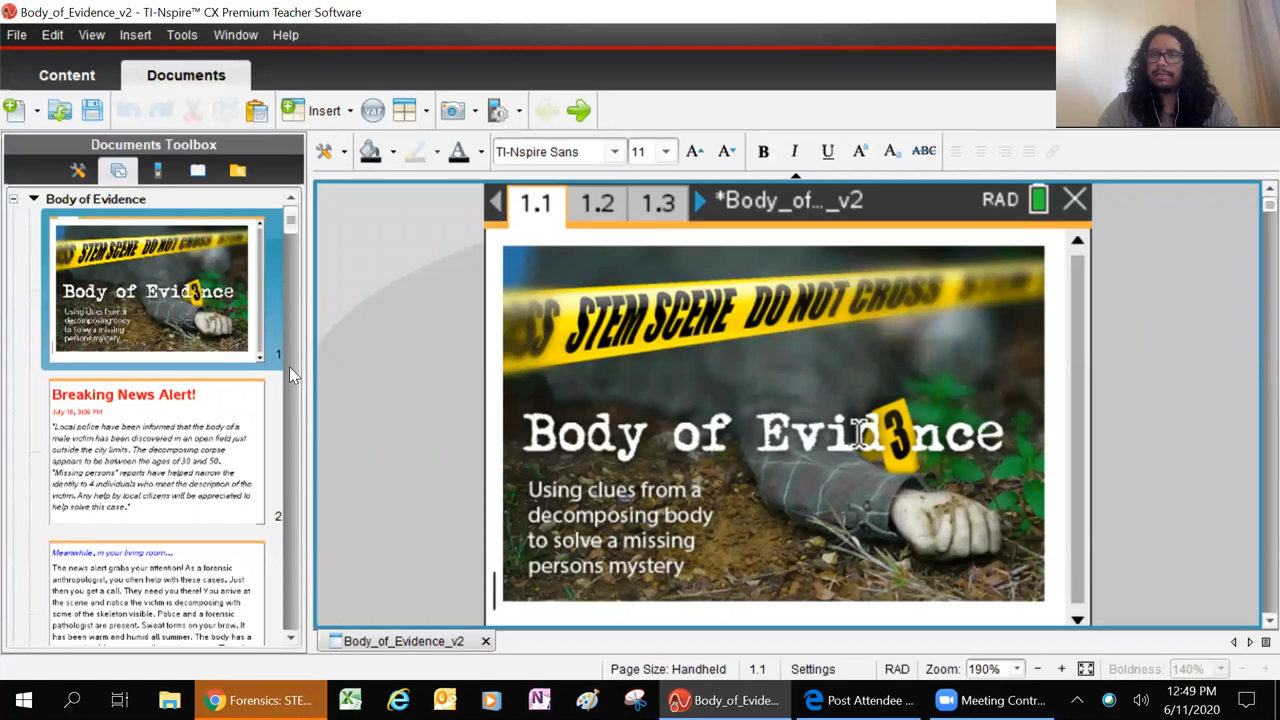 Body_of_Evidence_v2 - TI-Nspire™ CX Premium Teacher Software
File Edit View Insert Tools Window Help
Content Documents
Insert var
Documents Toolbox
TI-Nspire Sans 11 A A B I U A A ABC
Body of Evidence
STEM SCENE DO NOT CROSS
Body of Evid3nce
Using clues from a
decomposing body
to solve a missing
persons mystery
1
Breaking News Alert!
July 18, 3:06 PM
"Local police have been informed that the body of a
male victim has been discovered in an open field just
outside the city limits. The decomposing corpse
appears to be between the ages of 30 and 50.
"Missing persons" reports have helped narrow the
identity to 4 individuals who meet the description of the
victim. Any help by local citizens will be appreciated to
help solve this case."
2
Meanwhile, in your living room...
The news alert grabs your attention! As a forensic
anthropologist, you often help with these cases. Just
then you get a call. They need you there! You arrive at
the scene and notice the victim is decomposing with
some of the skeleton visible. Police and a forensic
pathologist are present. Sweat forms on your brow. It
has been warm and humid all summer. The body has a
1.1 1.2 1.3 *Body_of..._v2 RAD
STEM SCENE DO NOT CROSS
Body of Evid3nce
Using clues from a
decomposing body
to solve a missing
persons mystery
Body_of_Evidence_v2
Page Size: Handheld 1.1 Settings RAD Zoom: 190% Boldness: 140%
Forensics: STE... Body_of_Evide... Post Attendee ... Meeting Contr...
12:49 PM
6/11/2020